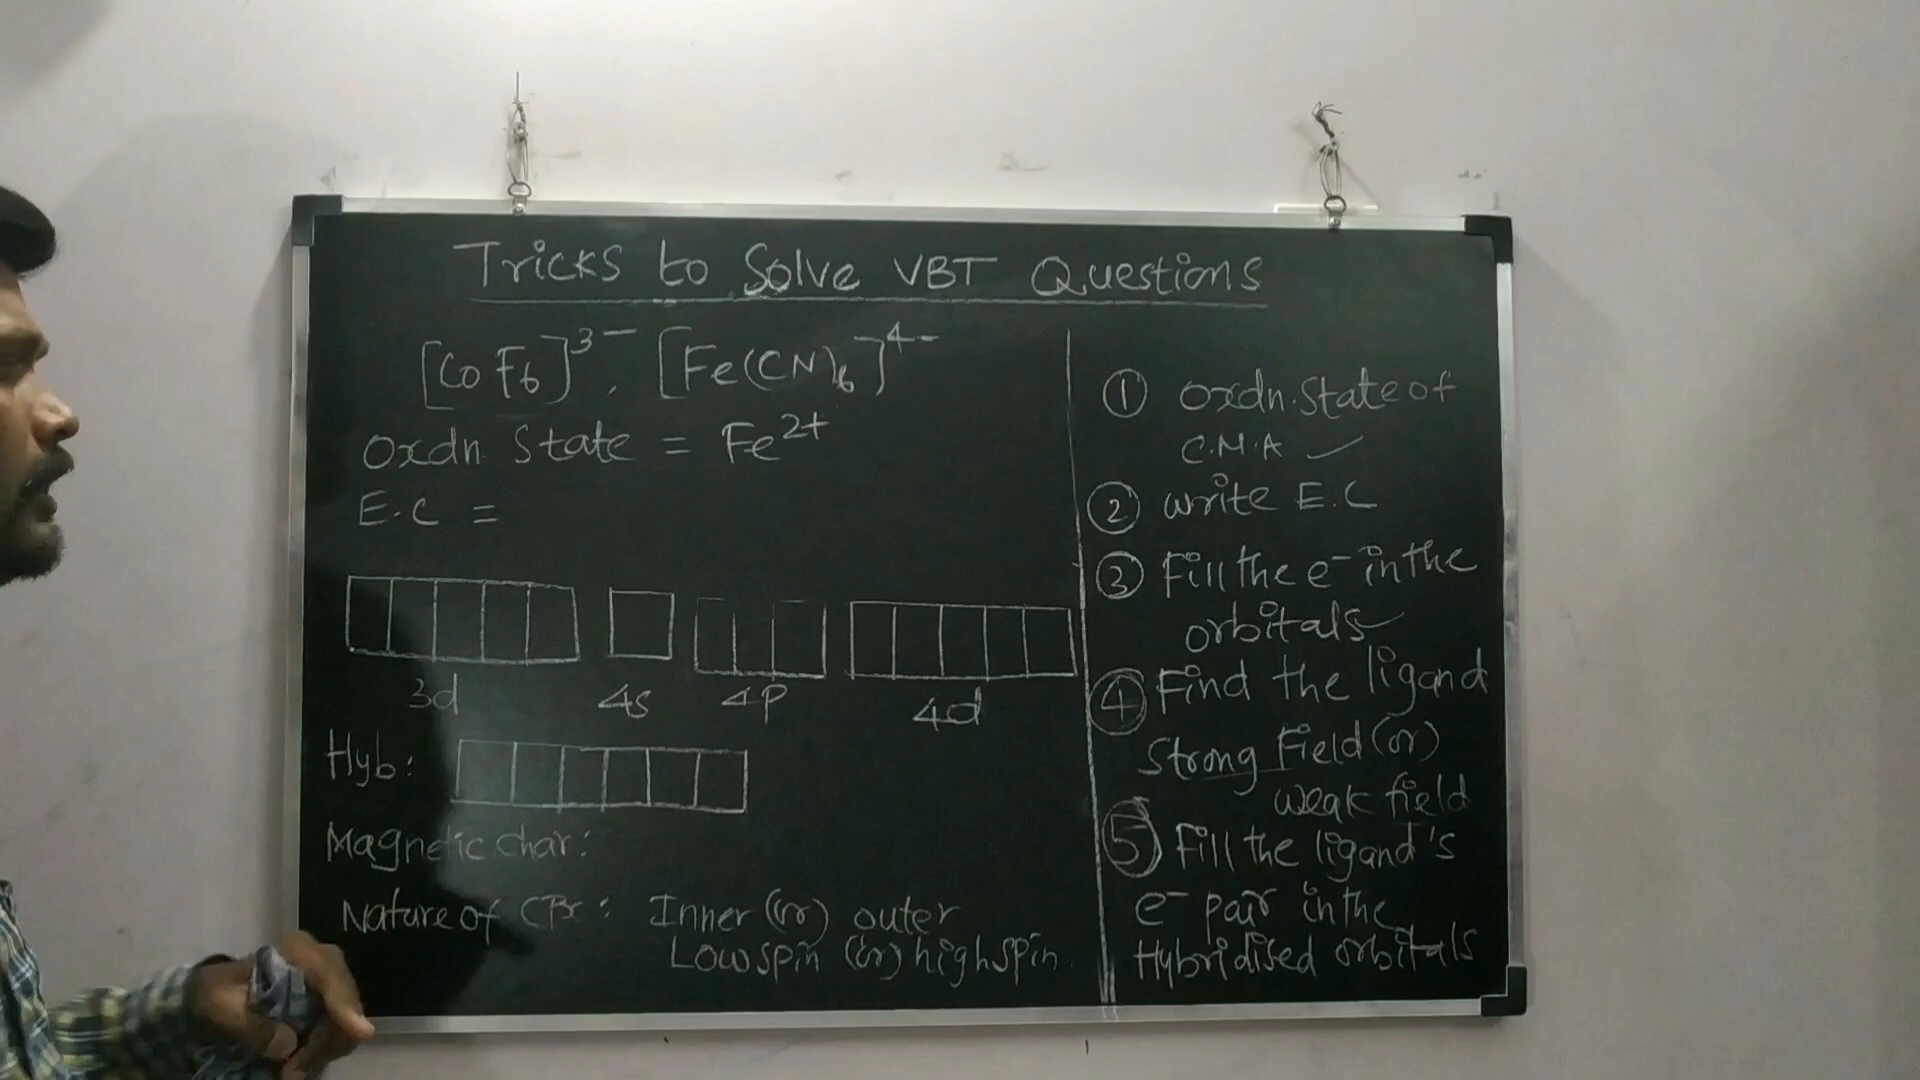 Tricks to Solve VBT Questions
[CoF6]3-, [Fe(CN)6]4-
Oxdn State = Fe2+
E.C =
3d 4s 4p 4d
Hyb:
Magnetic char:
Nature of CPx: Inner (or) outer
Low spin (or) high spin.
① Oxdn. State of
C.M.A ✓
② write E.C
③ Fill the e- in the
orbitals
④ Find the ligand
Strong Field (or)
weak field
⑤ Fill the ligand's
e- pair in the
Hybridised orbitals